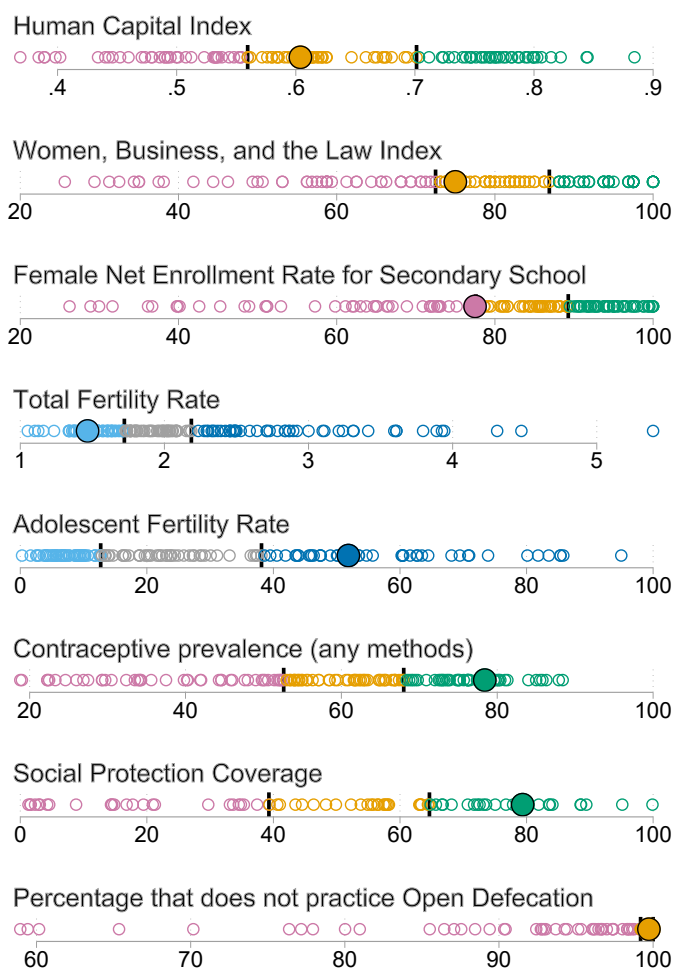 Human Capital Index
.4 .5 .6 .7 .8 .9
Women, Business, and the Law Index
20 40 60 80 100
Female Net Enrollment Rate for Secondary School
20 40 60 80 100
Total Fertility Rate
1 2 3 4 5
Adolescent Fertility Rate
0 20 40 60 80 100
Contraceptive prevalence (any methods)
20 40 60 80 100
Social Protection Coverage
0 20 40 60 80 100
Percentage that does not practice Open Defecation
60 70 80 90 100